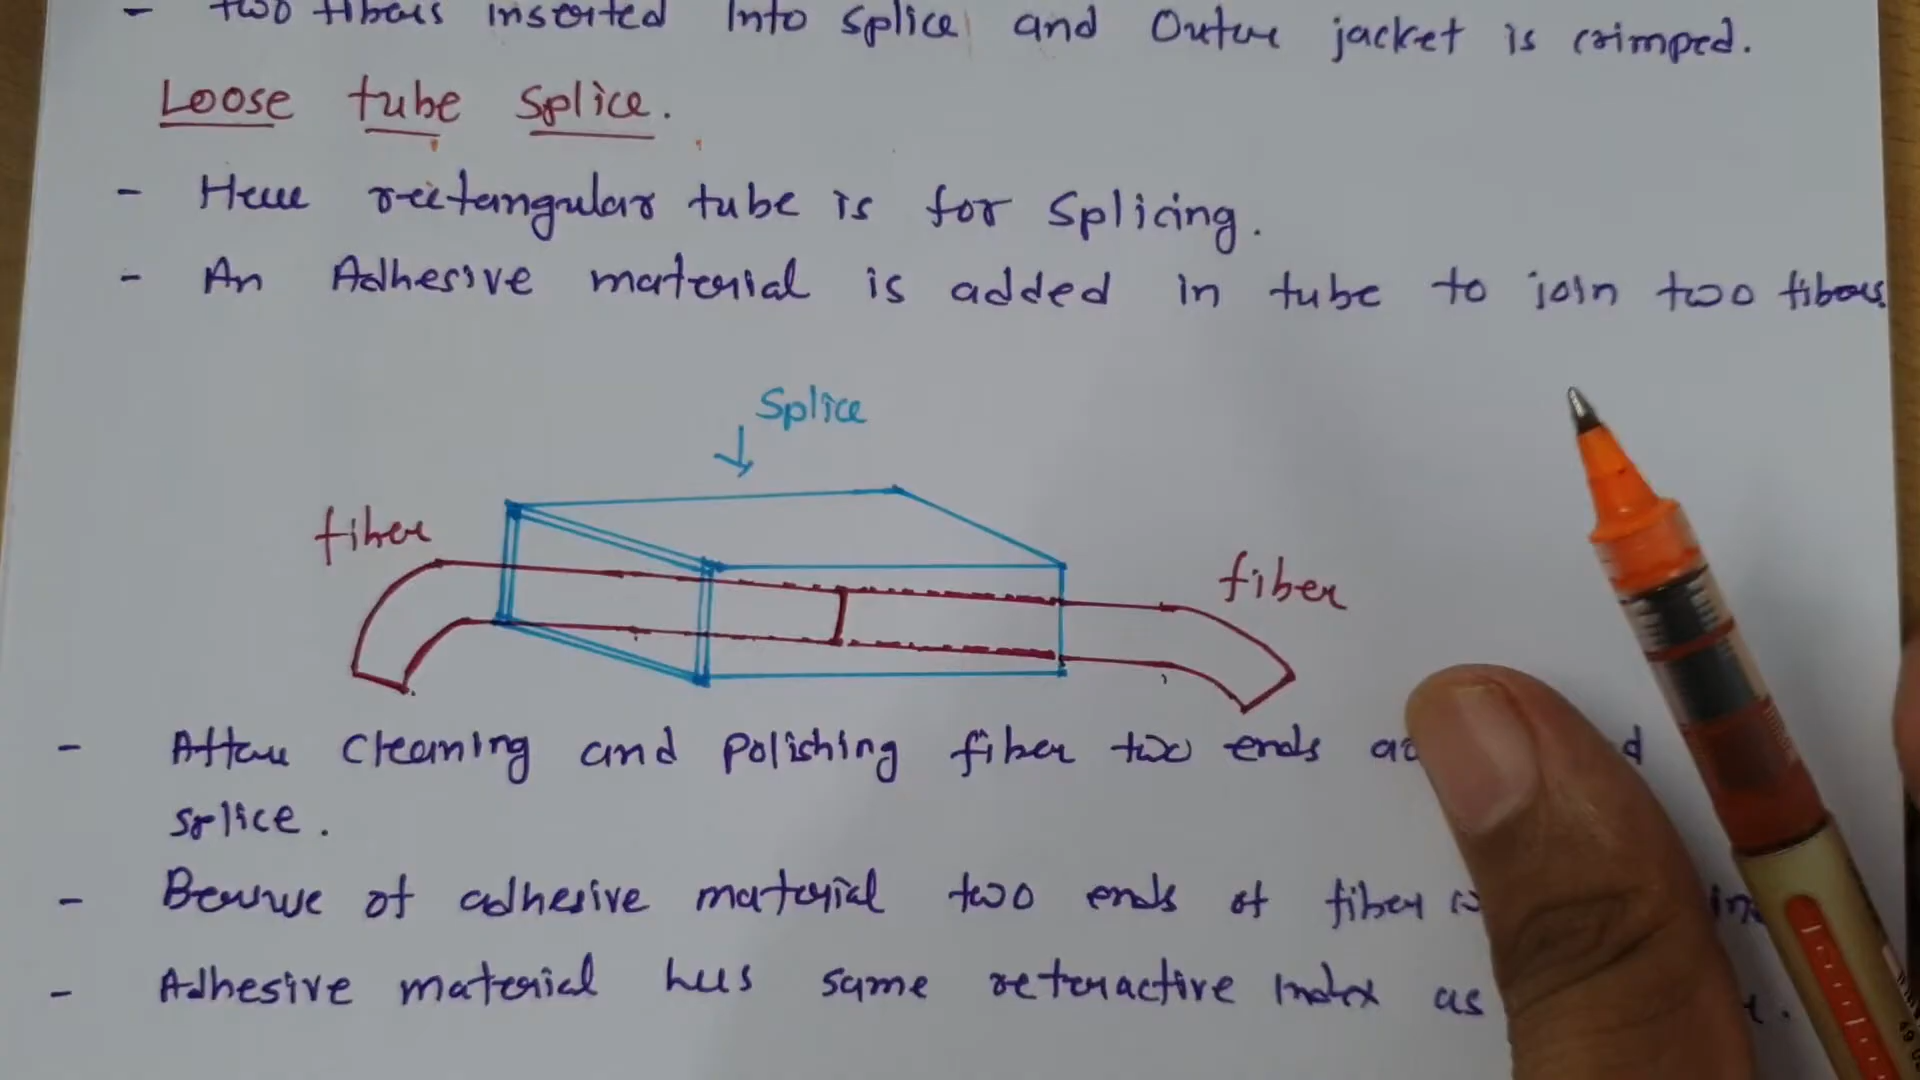 - two fibers inserted into splice and Outer jacket is crimped.
Loose tube Splice.
- Here rectangular tube is for Splicing.
- An Adhesive material is added in tube to join two fibers.
Splice
fiber
fiber
- After cleaning and polishing fiber two ends
splice.
- Because of adhesive material two ends of fiber
- Adhesive material has same refractive Index as